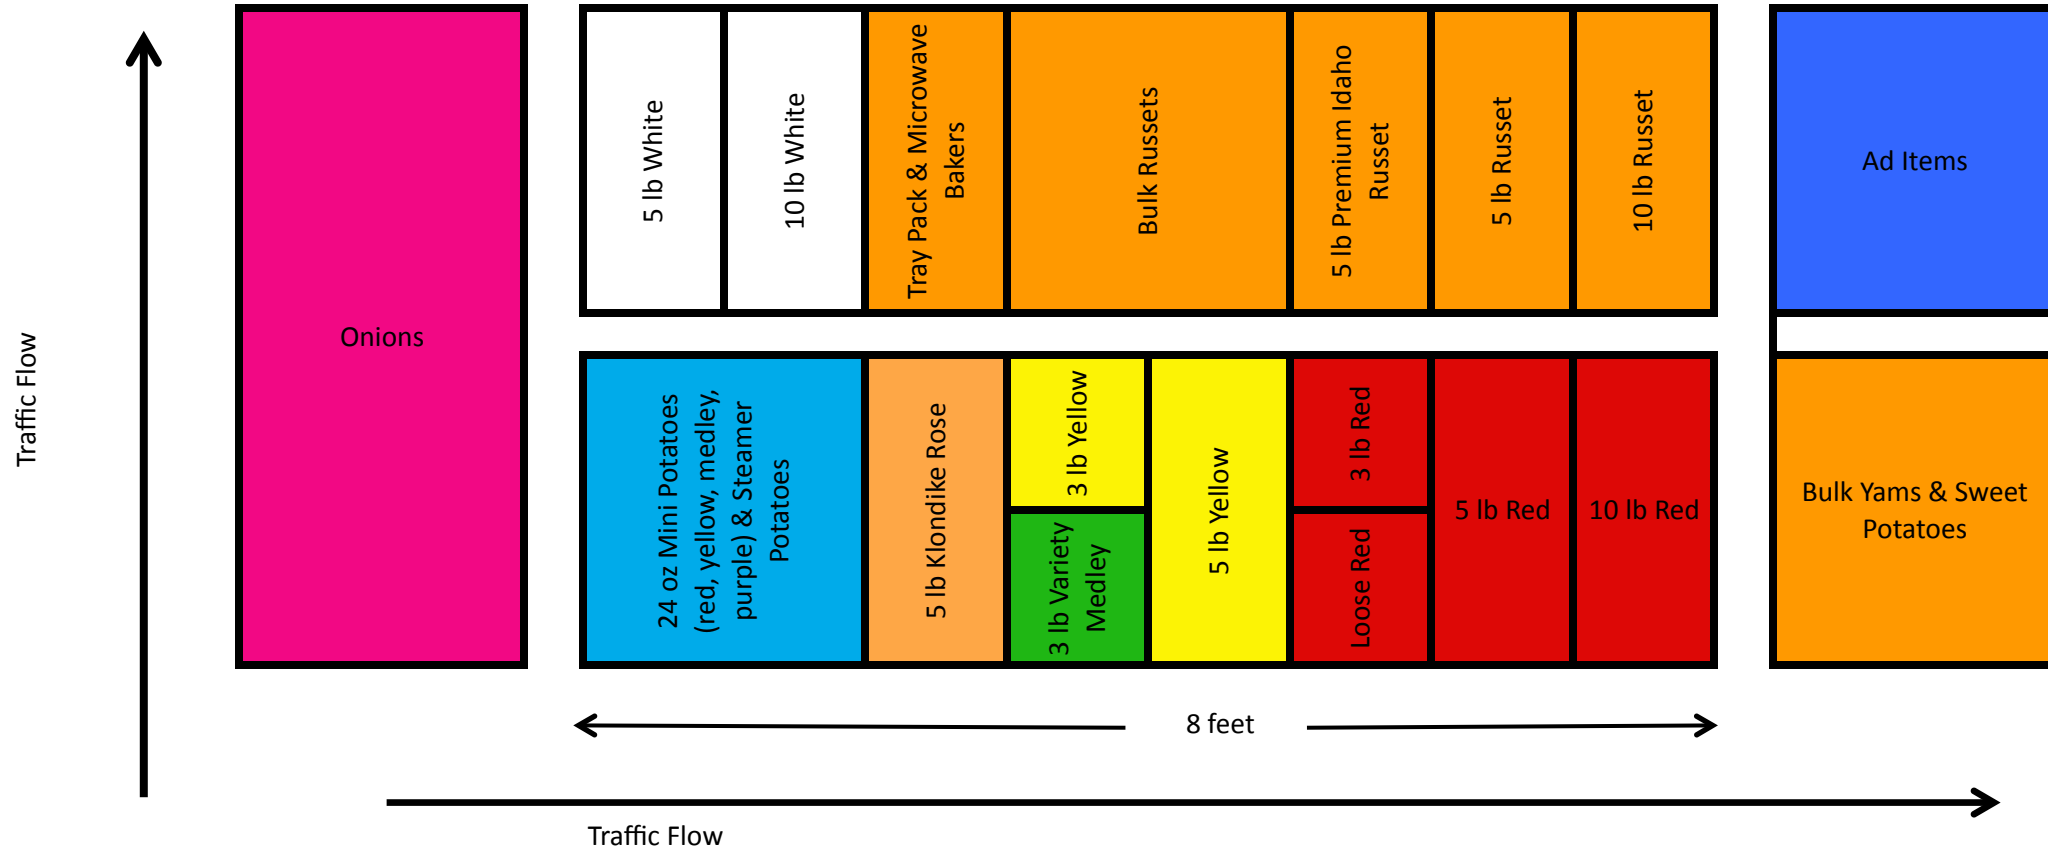 Traffic Flow
Onions
5 lb White
10 lb White
Tray Pack & Microwave
Bakers
Bulk Russets
5 lb Premium Idaho
Russet
5 lb Russet
10 lb Russet
Ad Items
24 oz Mini Potatoes
(red, yellow, medley,
purple) & Steamer
Potatoes
5 lb Klondike Rose
3 lb Yellow
3 lb Variety
Medley
5 lb Yellow
3 lb Red
Loose Red
5 lb Red
10 lb Red
Bulk Yams & Sweet
Potatoes
8 feet
Traffic Flow